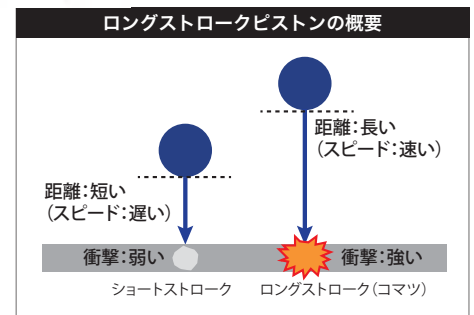 ロングストロークピストンの概要
距離：長い
（スピード：速い）
距離：短い
（スピード：遅い）
衝撃：弱い
衝撃：強い
ショートストローク
ロングストローク（コマツ）